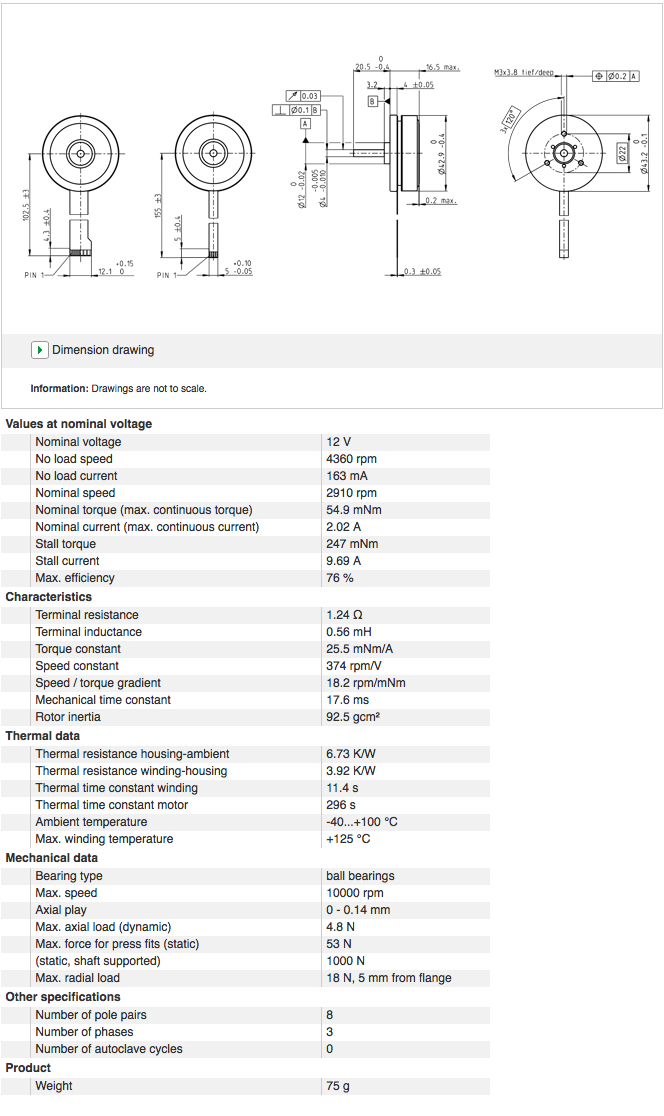 0
20.5 -0.4
16.5 max.
3.2
4 ±0.05
M3x3.8 tief/deep
Ø0.2 A
0.03
Ø0.1 B
B
A
3x120°
102.5 ±3
4.3 ±0.4
155 ±3
5 ±0.4
0
Ø12 -0.02
-0.005
Ø4 -0.010
0
Ø42.9 -0.4
Ø22
0
Ø43.2 -0.1
0.2 max.
PIN 1
+0.15
12.1 0
PIN 1
+0.10
5 -0.05
0.3 ±0.05
Dimension drawing
Information: Drawings are not to scale.
Values at nominal voltage
Nominal voltage 12 V
No load speed 4360 rpm
No load current 163 mA
Nominal speed 2910 rpm
Nominal torque (max. continuous torque) 54.9 mNm
Nominal current (max. continuous current) 2.02 A
Stall torque 247 mNm
Stall current 9.69 A
Max. efficiency 76 %
Characteristics
Terminal resistance 1.24 Ω
Terminal inductance 0.56 mH
Torque constant 25.5 mNm/A
Speed constant 374 rpm/V
Speed / torque gradient 18.2 rpm/mNm
Mechanical time constant 17.6 ms
Rotor inertia 92.5 gcm²
Thermal data
Thermal resistance housing-ambient 6.73 K/W
Thermal resistance winding-housing 3.92 K/W
Thermal time constant winding 11.4 s
Thermal time constant motor 296 s
Ambient temperature -40...+100 °C
Max. winding temperature +125 °C
Mechanical data
Bearing type ball bearings
Max. speed 10000 rpm
Axial play 0 - 0.14 mm
Max. axial load (dynamic) 4.8 N
Max. force for press fits (static) 53 N
(static, shaft supported) 1000 N
Max. radial load 18 N, 5 mm from flange
Other specifications
Number of pole pairs 8
Number of phases 3
Number of autoclave cycles 0
Product
Weight 75 g